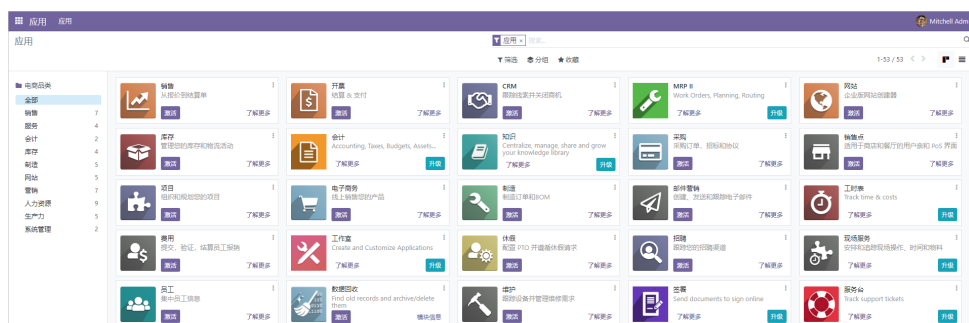 应用 应用 Mitchell Adm
应用
应用 × 搜索...
筛选 分组 收藏
1-53 / 53
电商品类
全部
销售 7
服务 4
会计 2
库存 4
制造 5
网站 5
营销 7
人力资源 9
生产力 5
系统管理 2
销售
从报价到结算单
激活 了解更多
开票
结算 & 支付
激活 了解更多
CRM
跟踪线索并关闭商机
激活 了解更多
MRP II
Work Orders, Planning, Routing
了解更多 升级
网站
企业版网站创建器
激活 了解更多
库存
管理您的库存和物流活动
激活 了解更多
会计
Accounting, Taxes, Budgets, Assets...
了解更多 升级
知识
Centralize, manage, share and grow
your knowledge library
了解更多 升级
采购
采购订单、招标和协议
激活 了解更多
销售点
适用于商店和餐厅的用户亲和 PoS 界面
激活 了解更多
项目
组织和规划您的项目
激活 了解更多
电子商务
线上销售您的产品
激活 了解更多
制造
制造订单和BOM
激活 了解更多
邮件营销
创建、发送和跟踪电子邮件
激活 了解更多
工时表
Track time & costs
了解更多 升级
费用
提交、验证、结算员工报销
激活 了解更多
工作室
Create and Customize Applications
了解更多 升级
休假
配置 PTO 并遵循休假请求
激活 了解更多
招聘
跟踪您的招聘渠道
激活 了解更多
现场服务
安排和追踪现场操作、时间和物料
了解更多 升级
员工
集中员工信息
激活 了解更多
数据回收
Find old records and archive/delete
them
激活 模块信息
维护
跟踪设备并管理维修需求
激活 了解更多
签署
Send documents to sign online
了解更多 升级
服务台
Track support tickets
了解更多 升级